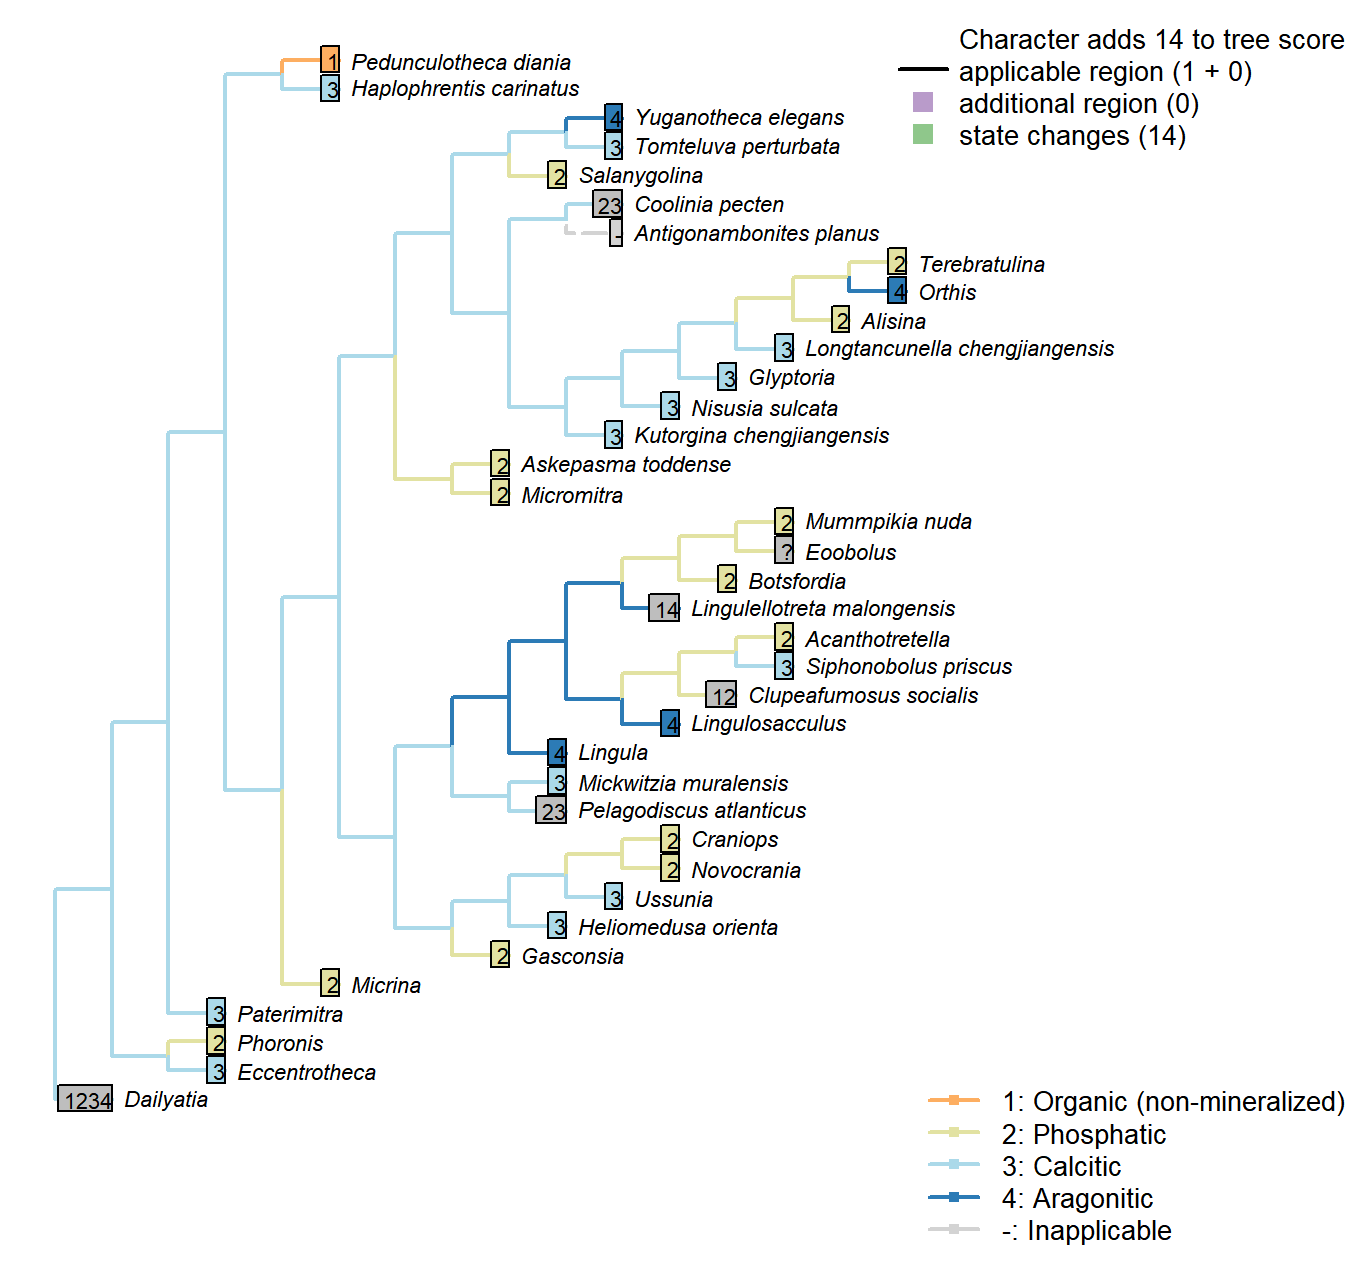 Character adds 14 to tree score
applicable region (1 + 0)
additional region (0)
state changes (14)
1 Pedunculotheca diania
3 Haplophrentis carinatus
4 Yuganotheca elegans
3 Tomteluva perturbata
2 Salanygolina
23 Coolinia pecten
- Antigonambonites planus
2 Terebratulina
4 Orthis
2 Alisina
3 Longtancunella chengjiangensis
3 Glyptoria
3 Nisusia sulcata
3 Kutorgina chengjiangensis
2 Askepasma toddense
2 Micromitra
2 Mummpikia nuda
? Eoobolus
2 Botsfordia
14 Lingulellotreta malongensis
2 Acanthotretella
3 Siphonobolus priscus
12 Clupeafumosus socialis
4 Lingulosacculus
4 Lingula
3 Mickwitzia muralensis
23 Pelagodiscus atlanticus
2 Craniops
2 Novocrania
3 Ussunia
3 Heliomedusa orienta
2 Gasconsia
2 Micrina
3 Paterimitra
2 Phoronis
3 Eccentrotheca
1234 Dailyatia
1: Organic (non-mineralized)
2: Phosphatic
3: Calcitic
4: Aragonitic
-: Inapplicable